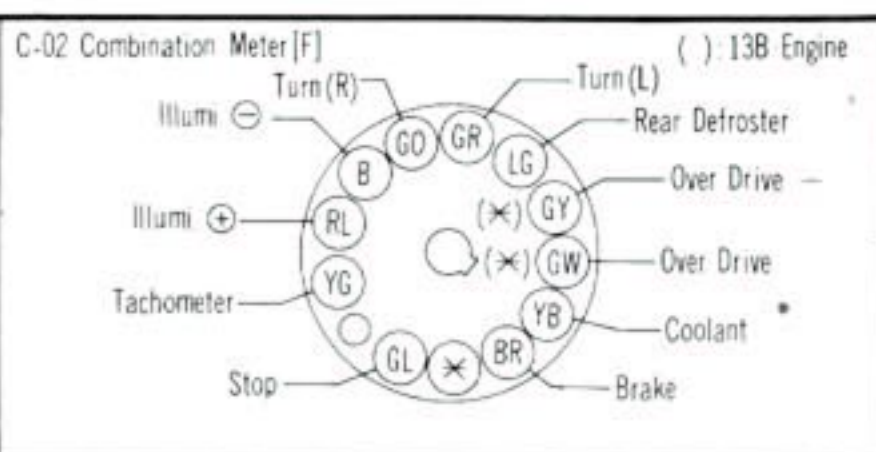 C-02 Combination Meter [F]
( ): 13B Engine
Turn (R)
Turn (L)
Illumi ⊖
Rear Defroster
GO
GR
B
LG
Over Drive
Illumi ⊕
RL
(✳) GY
(✳) GW
Over Drive
YG
Tachometer
YB
Coolant
GL
✳
BR
Stop
Brake